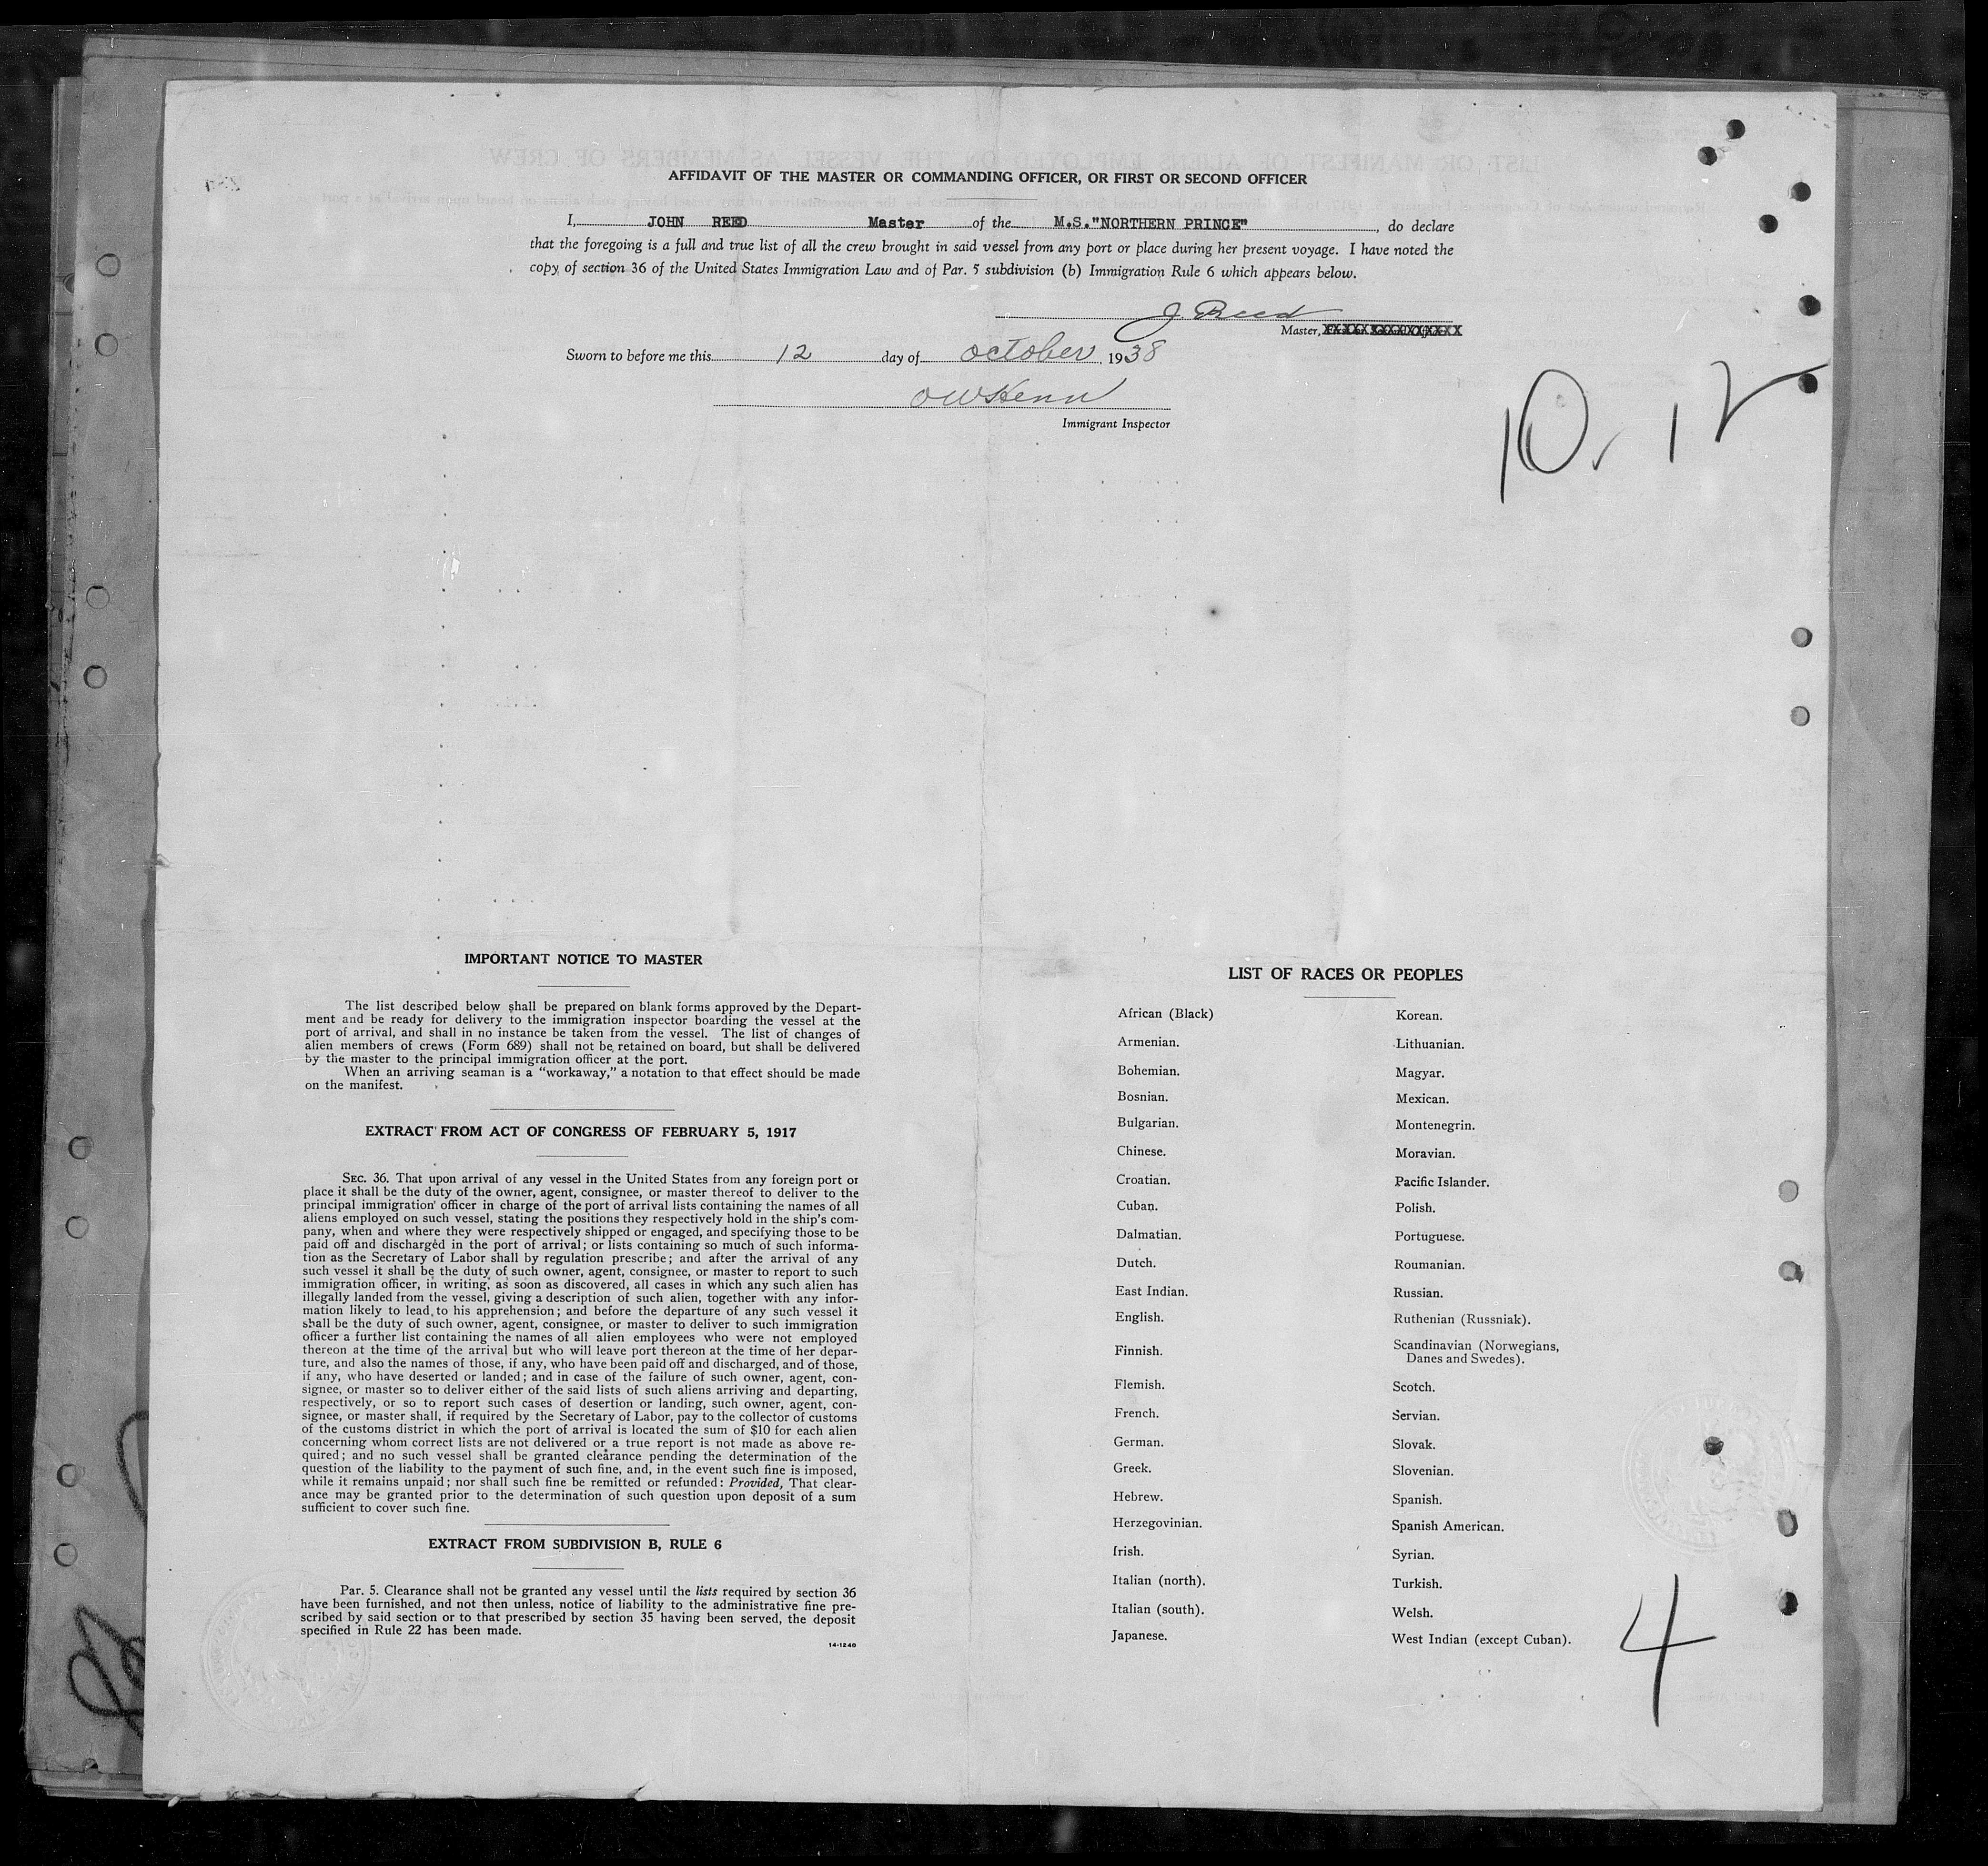 AFFIDAVIT OF THE MASTER OR COMMANDING OFFICER, OR FIRST OR SECOND OFFICER
I, JOHN REED Master of the M.S."NORTHERN PRINCE", do declare
that the foregoing is a full and true list of all the crew brought in said vessel from any port or place during her present voyage. I have noted the
copy of section 36 of the United States Immigration Law and of Par. 5 subdivision (b) Immigration Rule 6 which appears below.
J Reed
Master, XXXXXXXXXXXXXXXXX
Sworn to before me this 12 day of October, 1938
Immigrant Inspector
10, 12
IMPORTANT NOTICE TO MASTER
The list described below shall be prepared on blank forms approved by the Depart-
ment and be ready for delivery to the immigration inspector boarding the vessel at the
port of arrival, and shall in no instance be taken from the vessel. The list of changes of
alien members of crews (Form 689) shall not be retained on board, but shall be delivered
by the master to the principal immigration officer at the port.
When an arriving seaman is a "workaway," a notation to that effect should be made
on the manifest.
EXTRACT FROM ACT OF CONGRESS OF FEBRUARY 5, 1917
SEC. 36. That upon arrival of any vessel in the United States from any foreign port or
place it shall be the duty of the owner, agent, consignee, or master thereof to deliver to the
principal immigration officer in charge of the port of arrival lists containing the names of all
aliens employed on such vessel, stating the positions they respectively hold in the ship's com-
pany, when and where they were respectively shipped or engaged, and specifying those to be
paid off and discharged in the port of arrival; or lists containing so much of such informa-
tion as the Secretary of Labor shall by regulation prescribe; and after the arrival of any
such vessel it shall be the duty of such owner, agent, consignee, or master to report to such
immigration officer, in writing, as soon as discovered, all cases in which any such alien has
illegally landed from the vessel, giving a description of such alien, together with any infor-
mation likely to lead to his apprehension; and before the departure of any such vessel it
shall be the duty of such owner, agent, consignee, or master to deliver to such immigration
officer a further list containing the names of all alien employees who were not employed
thereon at the time of the arrival but who will leave port thereon at the time of her depar-
ture, and also the names of those, if any, who have been paid off and discharged, and of those,
if any, who have deserted or landed; and in case of the failure of such owner, agent, con-
signee, or master so to deliver either of the said lists of such aliens arriving and departing,
respectively, or so to report such cases of desertion or landing, such owner, agent, con-
signee, or master shall, if required by the Secretary of Labor, pay to the collector of customs
of the customs district in which the port of arrival is located the sum of $10 for each alien
concerning whom correct lists are not delivered or a true report is not made as above re-
quired; and no such vessel shall be granted clearance pending the determination of the
question of the liability to the payment of such fine, and, in the event such fine is imposed,
while it remains unpaid; nor shall such fine be remitted or refunded: Provided, That clear-
ance may be granted prior to the determination of such question upon deposit of a sum
sufficient to cover such fine.
EXTRACT FROM SUBDIVISION B, RULE 6
Par. 5. Clearance shall not be granted any vessel until the lists required by section 36
have been furnished, and not then unless, notice of liability to the administrative fine pre-
scribed by said section or to that prescribed by section 35 having been served, the deposit
specified in Rule 22 has been made.
14-1240
LIST OF RACES OR PEOPLES
African (Black)
Armenian.
Bohemian.
Bosnian.
Bulgarian.
Chinese.
Croatian.
Cuban.
Dalmatian.
Dutch.
East Indian.
English.
Finnish.
Flemish.
French.
German.
Greek.
Hebrew.
Herzegovinian.
Irish.
Italian (north).
Italian (south).
Japanese.
Korean.
Lithuanian.
Magyar.
Mexican.
Montenegrin.
Moravian.
Pacific Islander.
Polish.
Portuguese.
Roumanian.
Russian.
Ruthenian (Russniak).
Scandinavian (Norwegians,
Danes and Swedes).
Scotch.
Servian.
Slovak.
Slovenian.
Spanish.
Spanish American.
Syrian.
Turkish.
Welsh.
West Indian (except Cuban).
4